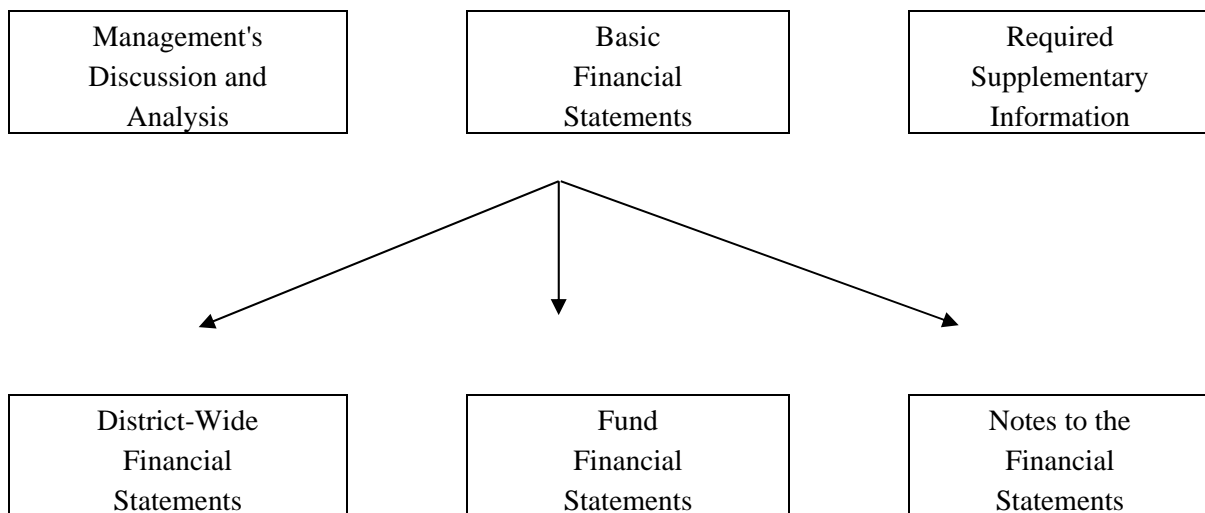 Management's
Discussion and
Analysis
Basic
Financial
Statements
Required
Supplementary
Information
District-Wide
Financial
Statements
Fund
Financial
Statements
Notes to the
Financial
Statements